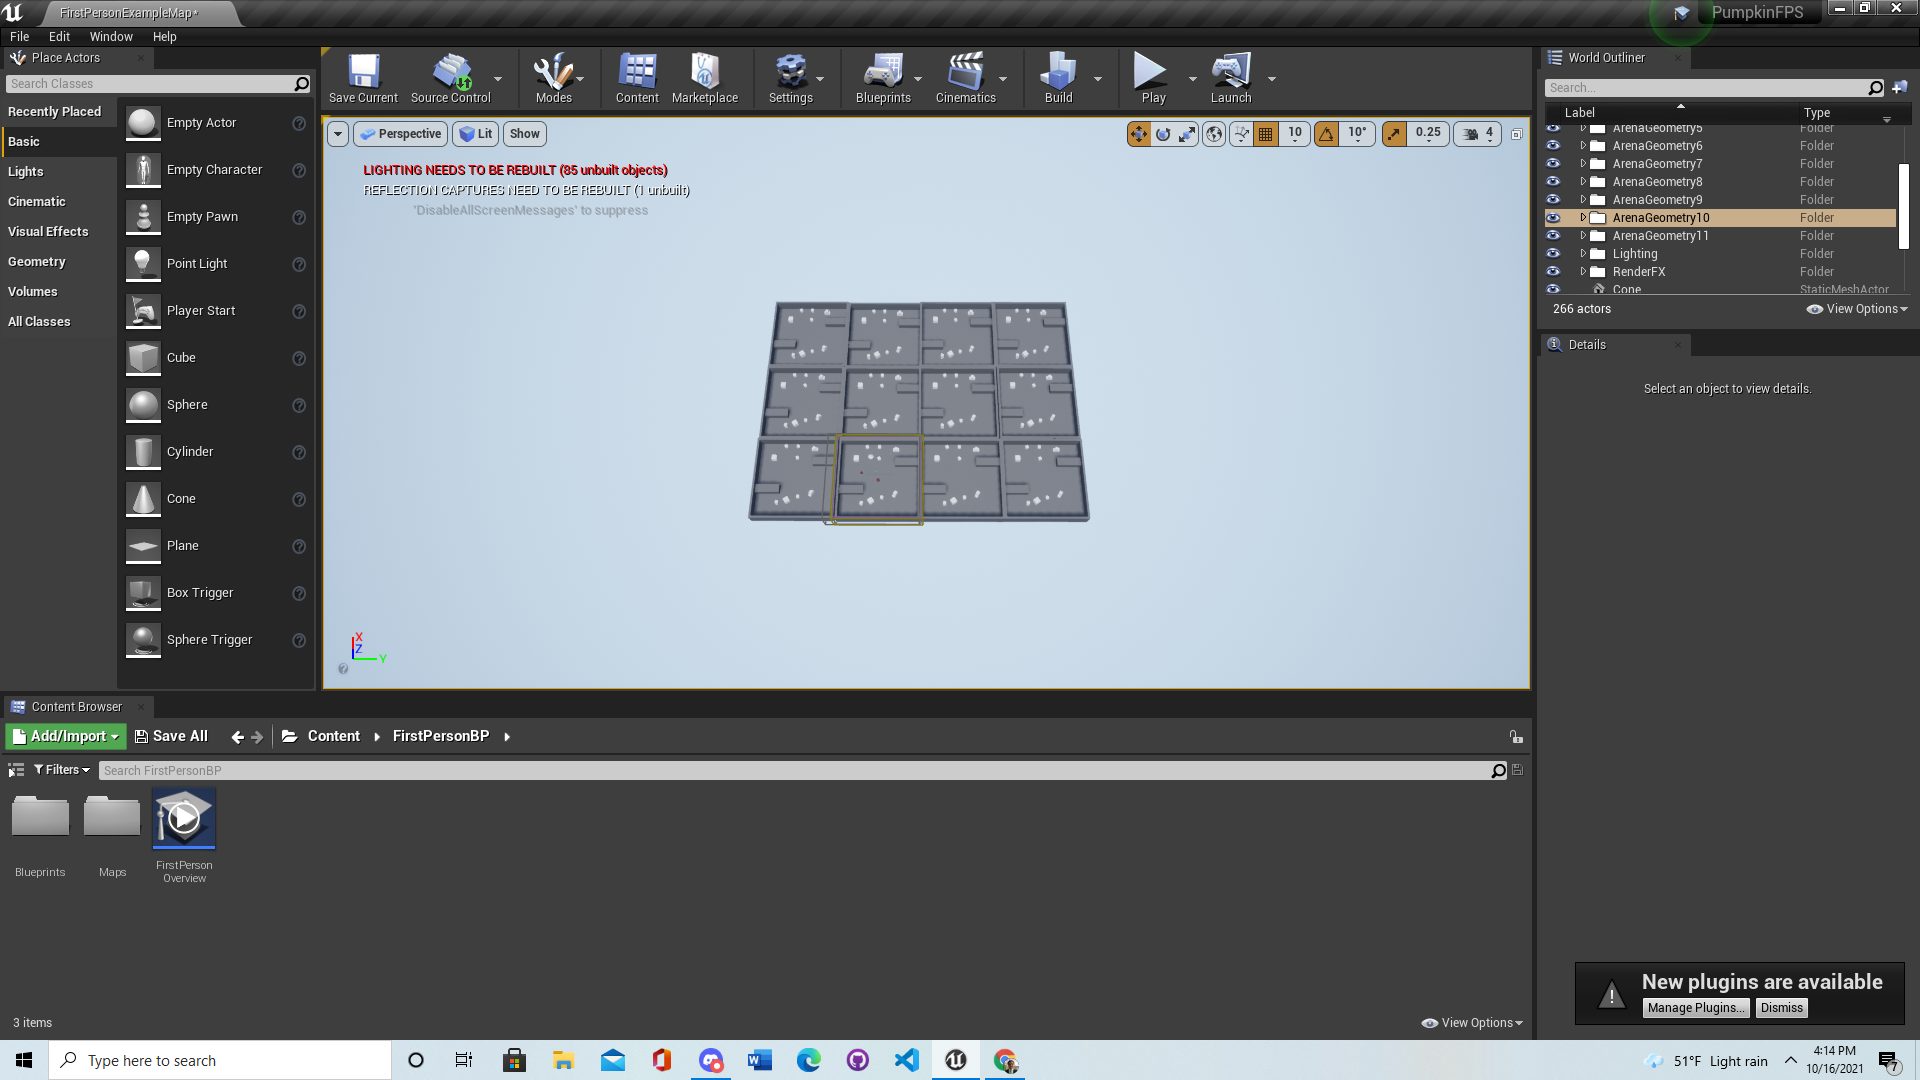 FirstPersonExampleMap*
PumpkinFPS
File Edit Window Help
Place Actors
Search Classes
Recently Placed
Basic
Lights
Cinematic
Visual Effects
Geometry
Volumes
All Classes
Empty Actor
Empty Character
Empty Pawn
Point Light
Player Start
Cube
Sphere
Cylinder
Cone
Plane
Box Trigger
Sphere Trigger
Save Current Source Control Modes Content Marketplace Settings Blueprints Cinematics Build Play Launch
Perspective Lit Show
10 10° 0.25 4
LIGHTING NEEDS TO BE REBUILT (85 unbuilt objects)
REFLECTION CAPTURES NEED TO BE REBUILT (1 unbuilt)
'DisableAllScreenMessages' to suppress
X
Z
Y
World Outliner
Search...
Label Type
ArenaGeometry5 Folder
ArenaGeometry6 Folder
ArenaGeometry7 Folder
ArenaGeometry8 Folder
ArenaGeometry9 Folder
ArenaGeometry10 Folder
ArenaGeometry11 Folder
Lighting Folder
RenderFX Folder
Cone StaticMeshActor
266 actors
View Options
Details
Select an object to view details.
Content Browser
Add/Import Save All Content FirstPersonBP
Filters Search FirstPersonBP
Blueprints
Maps
FirstPerson
Overview
3 items
View Options
New plugins are available
Manage Plugins... Dismiss
Type here to search
51°F Light rain
4:14 PM
10/16/2021
7